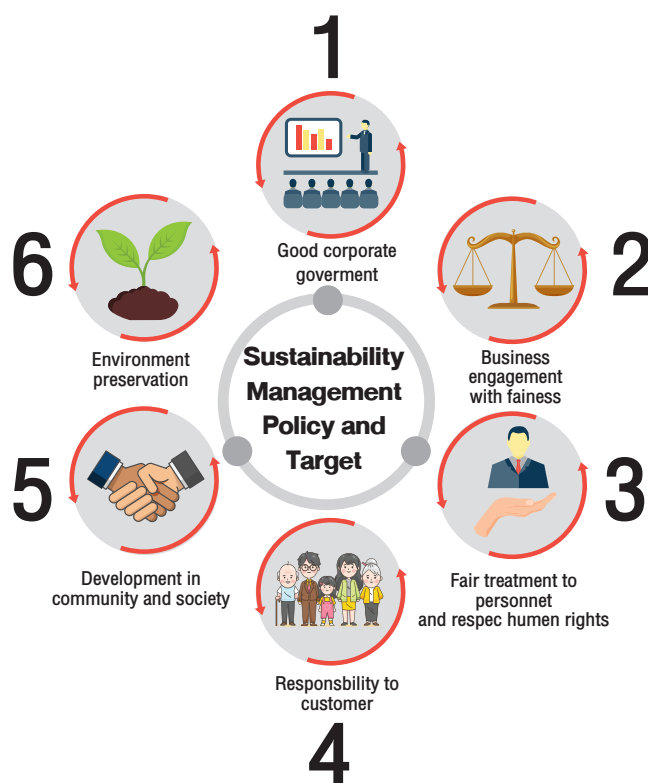 1
Good corporate
goverment
2
Business
engagement
with fainess
3
Fair treatment to
personnet
and respec human rights
4
Responsbility to
customer
5
Development in
community and society
6
Environment
preservation
Sustainability
Management
Policy and
Target